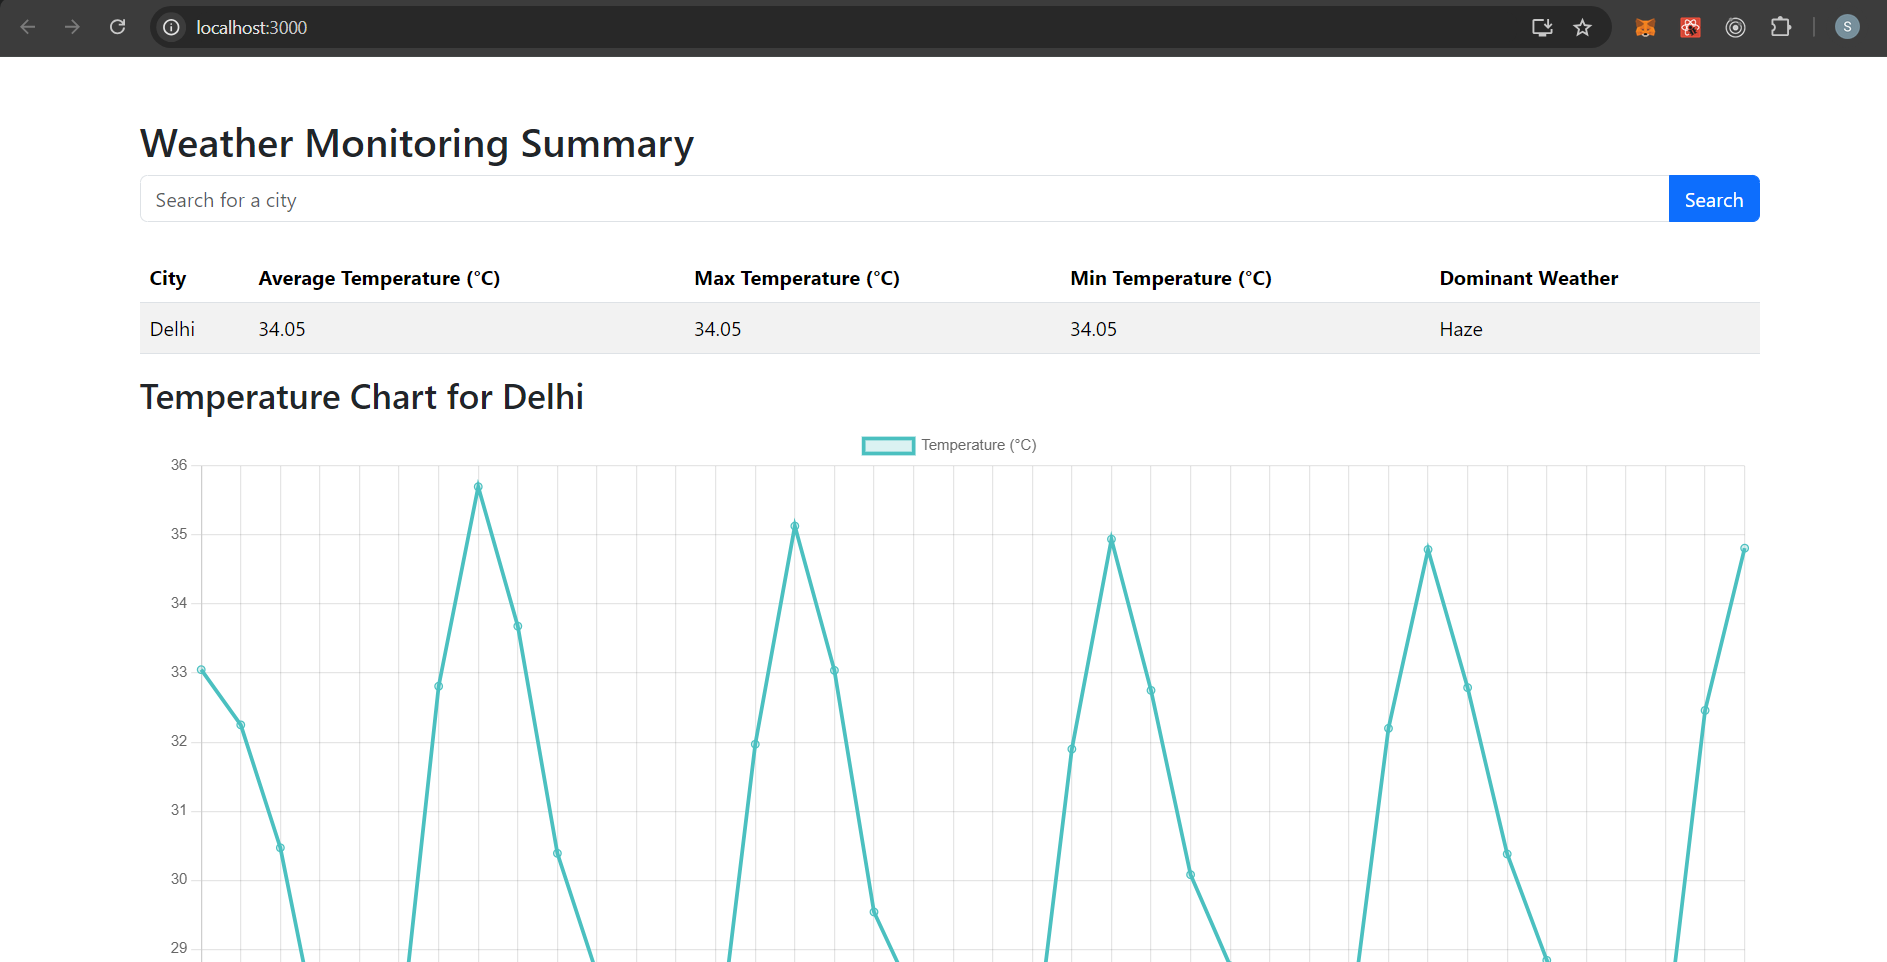 localhost:3000
S
Weather Monitoring Summary
Search for a city Search
City Average Temperature (°C) Max Temperature (°C) Min Temperature (°C) Dominant Weather
Delhi 34.05 34.05 34.05 Haze
Temperature Chart for Delhi
Temperature (°C)
36
35
34
33
32
31
30
29